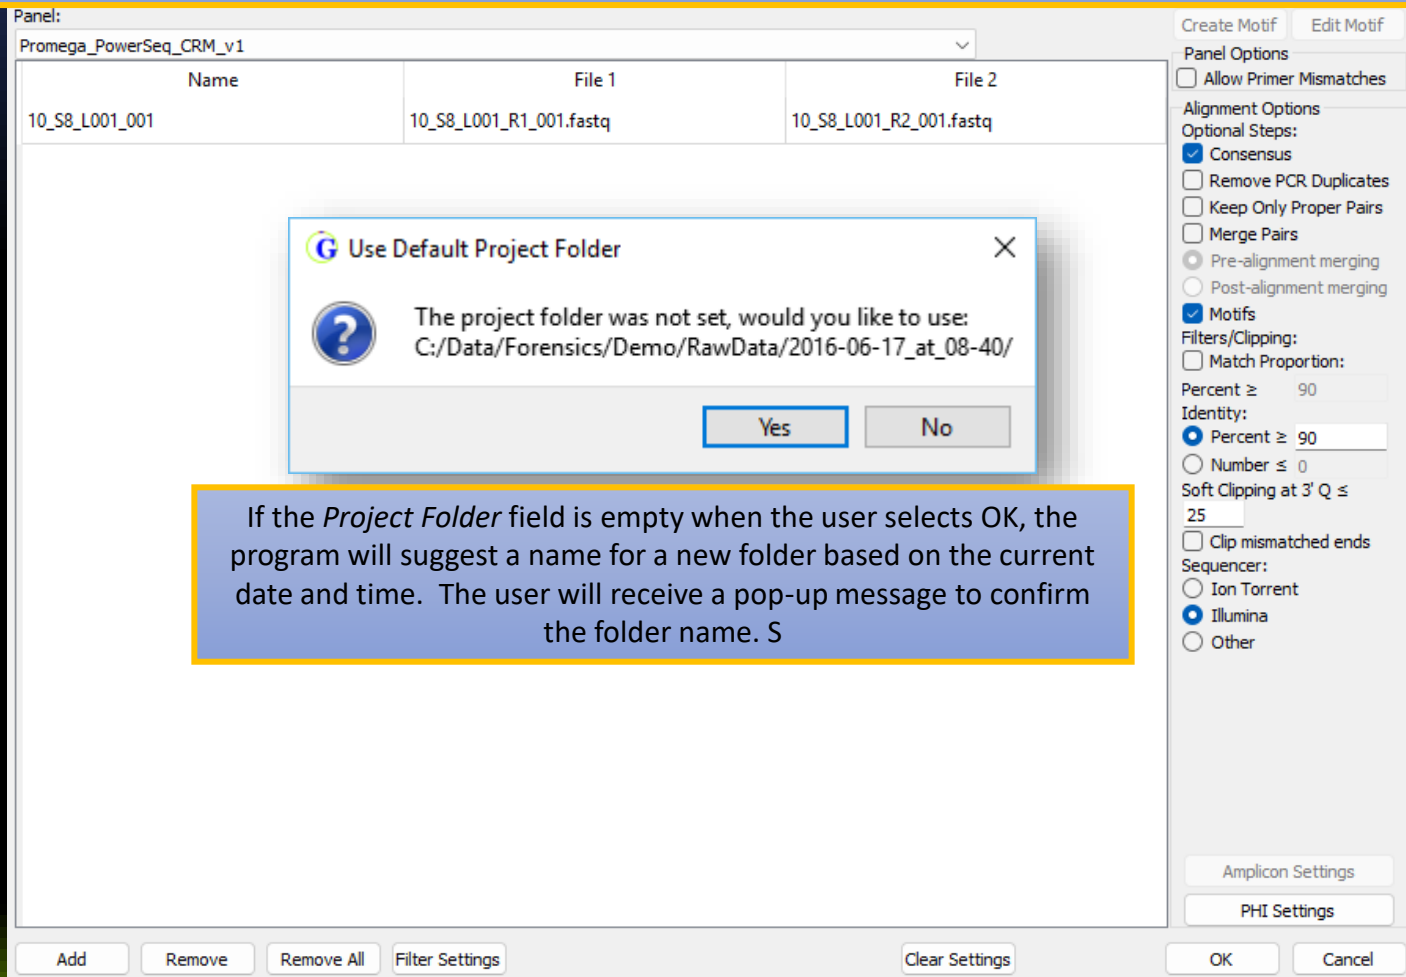 Panel:
Promega_PowerSeq_CRM_v1
Name File 1 File 2
10_S8_L001_001 10_S8_L001_R1_001.fastq 10_S8_L001_R2_001.fastq
G Use Default Project Folder
The project folder was not set, would you like to use:
C:/Data/Forensics/Demo/RawData/2016-06-17_at_08-40/
Yes No
If the Project Folder field is empty when the user selects OK, the
program will suggest a name for a new folder based on the current
date and time.  The user will receive a pop-up message to confirm
the folder name. S
Create Motif Edit Motif
Panel Options
Allow Primer Mismatches
Alignment Options
Optional Steps:
Consensus
Remove PCR Duplicates
Keep Only Proper Pairs
Merge Pairs
Pre-alignment merging
Post-alignment merging
Motifs
Filters/Clipping:
Match Proportion:
Percent ≥ 90
Identity:
Percent ≥ 90
Number ≤ 0
Soft Clipping at 3' Q ≤
25
Clip mismatched ends
Sequencer:
Ion Torrent
Illumina
Other
Amplicon Settings
PHI Settings
Add Remove Remove All Filter Settings Clear Settings OK Cancel